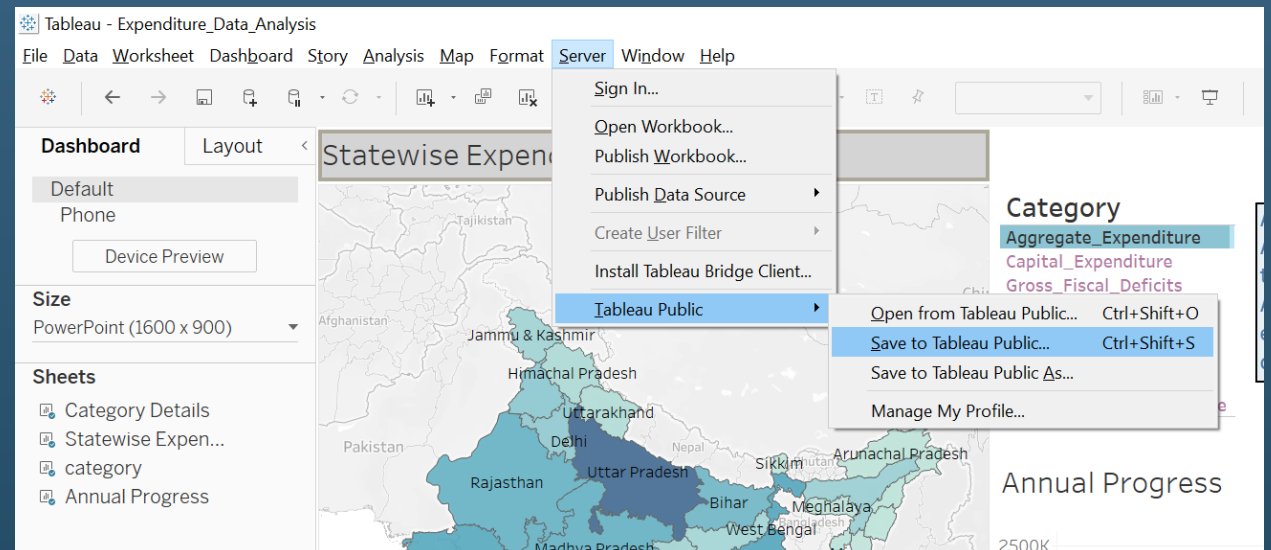 Tableau - Expenditure_Data_Analysis
File Data Worksheet Dashboard Story Analysis Map Format Server Window Help
Sign In...
Open Workbook...
Publish Workbook...
Publish Data Source
Create User Filter
Install Tableau Bridge Client...
Tableau Public
Open from Tableau Public... Ctrl+Shift+O
Save to Tableau Public... Ctrl+Shift+S
Save to Tableau Public As...
Manage My Profile...
Dashboard Layout
Default
Phone
Device Preview
Size
PowerPoint (1600 x 900)
Sheets
Category Details
Statewise Expen...
category
Annual Progress
Statewise Expen
Tajikistan
Afghanistan
Jammu & Kashmir
Himachal Pradesh
Uttarakhand
Pakistan
Delhi
Nepal
Uttar Pradesh
Sikkim
Bhutan
Arunachal Pradesh
Rajasthan
Bihar
Meghalaya
Bangladesh
West Bengal
Madhya Pradesh
Category
Aggregate_Expenditure
Capital_Expenditure
Gross_Fiscal_Deficits
Annual Progress
2500K